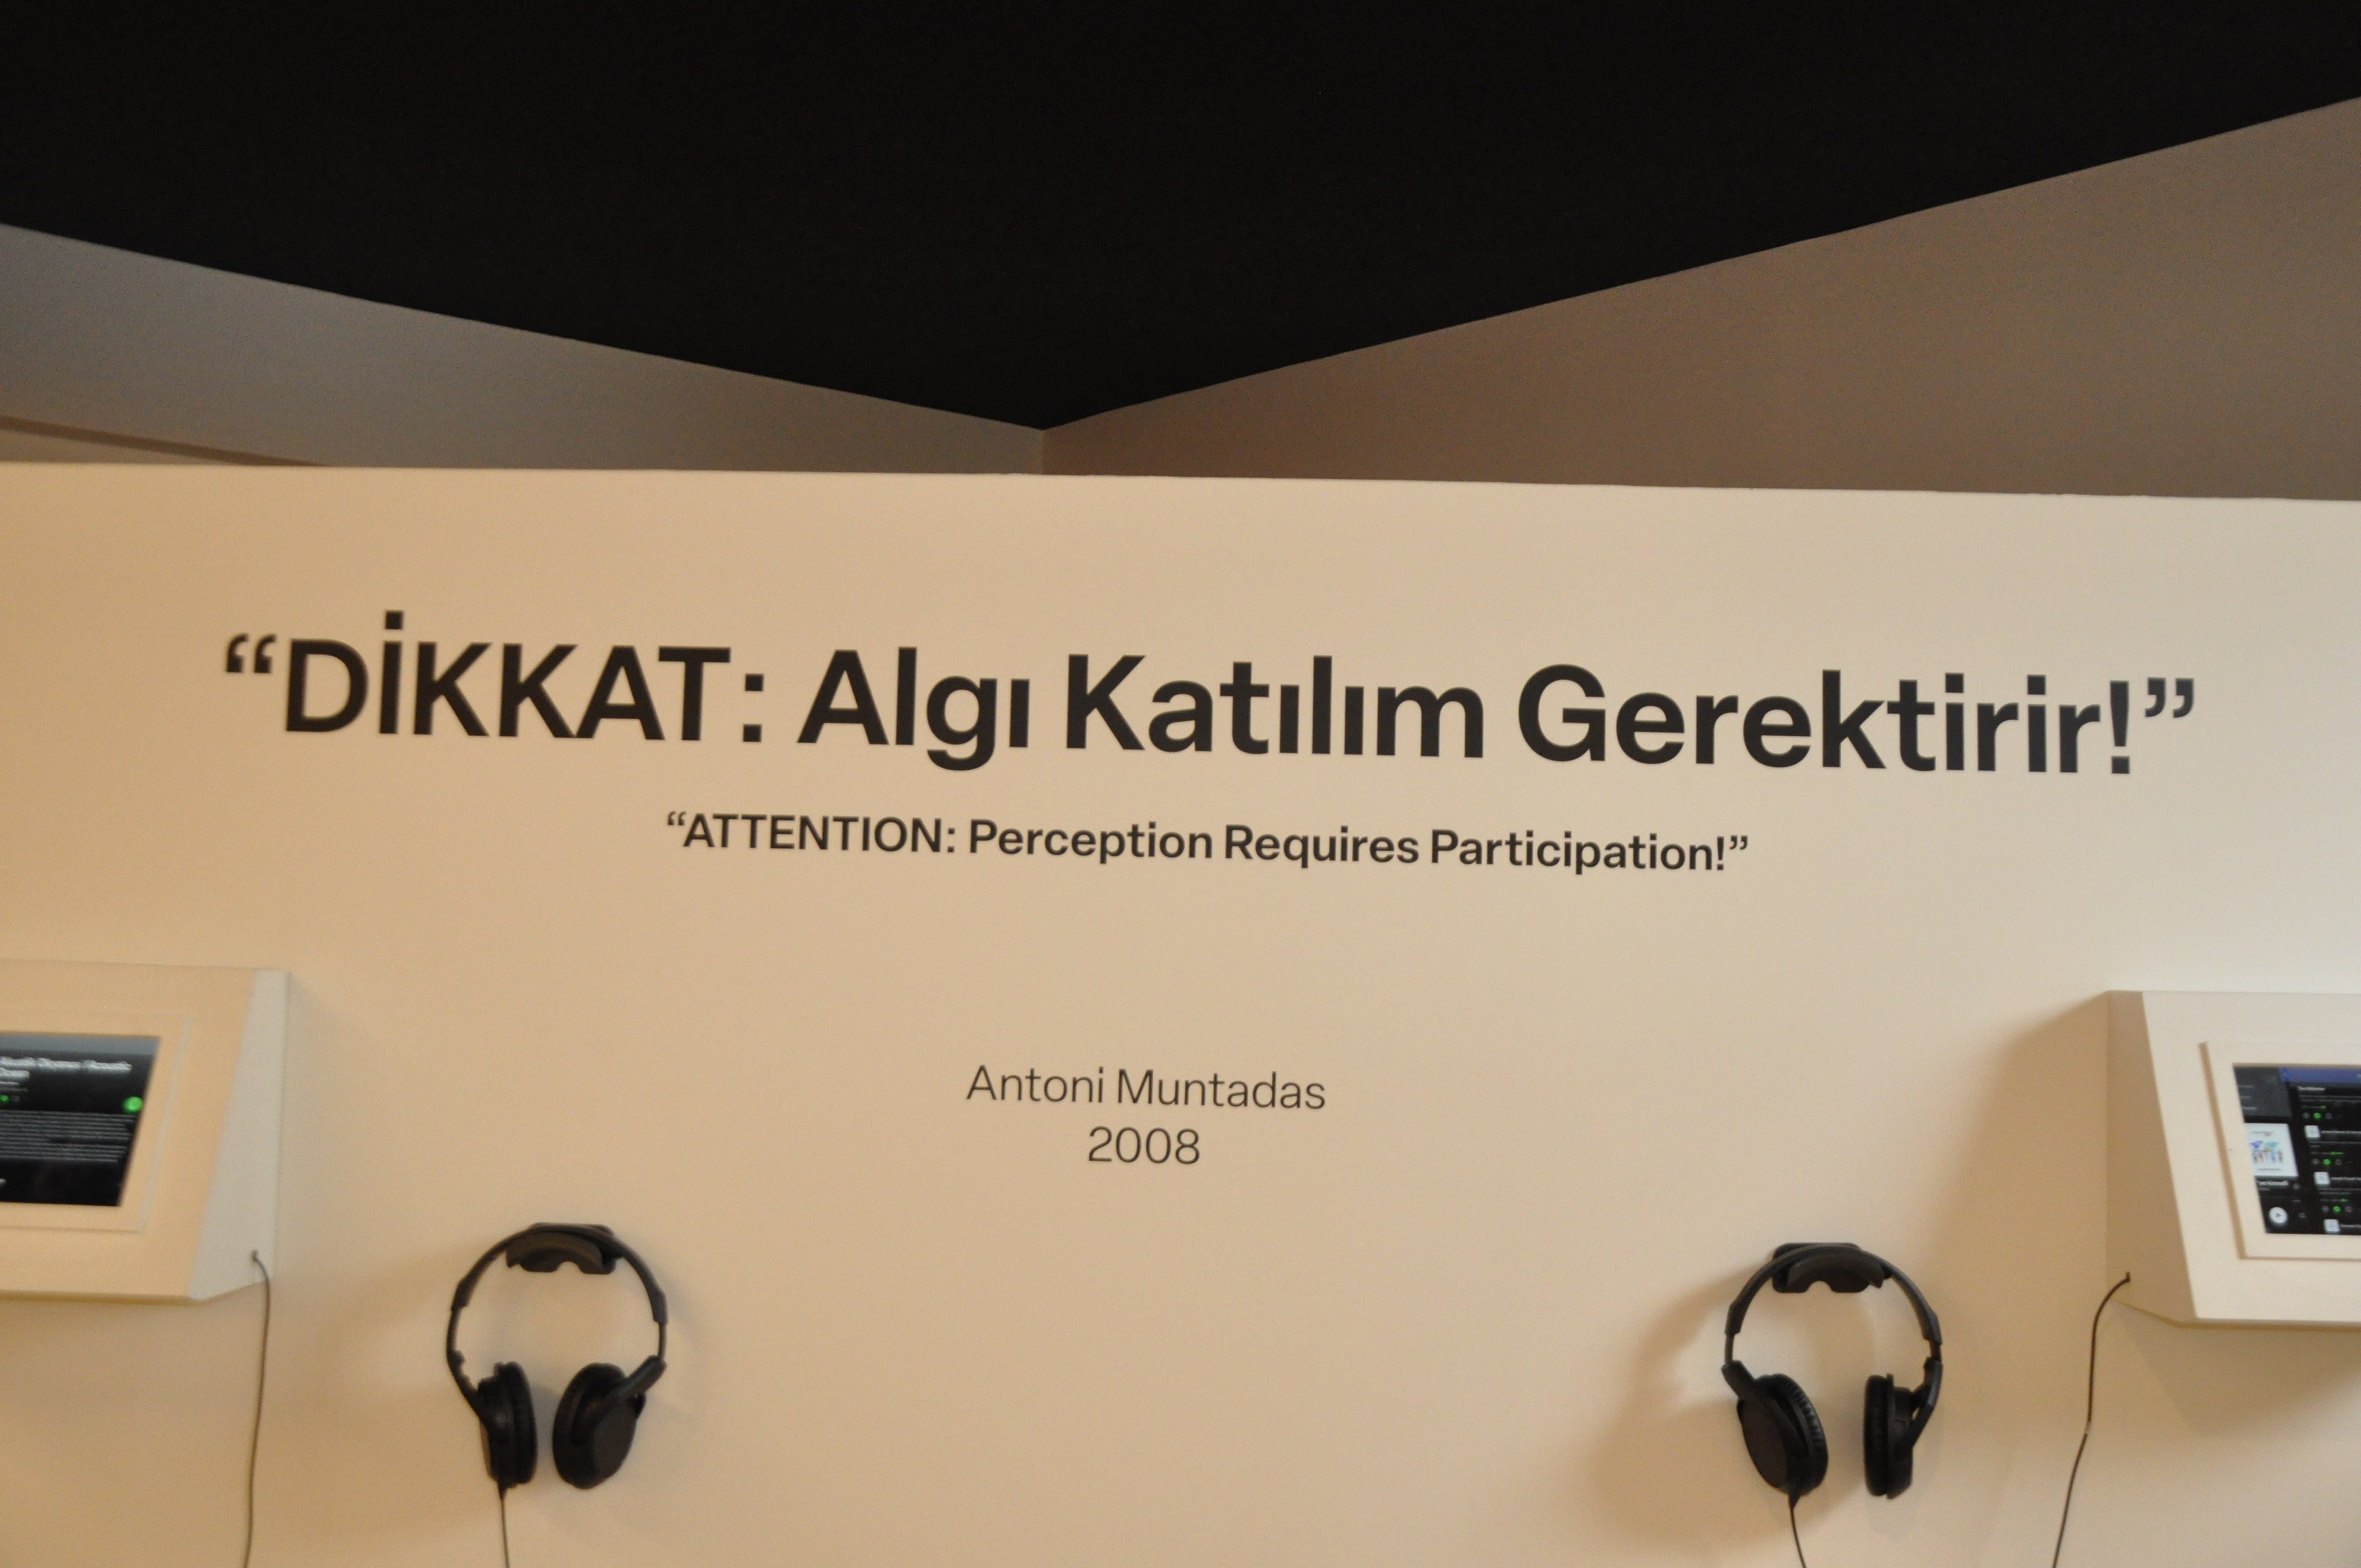 “DİKKAT: Algı Katılım Gerektirir!”
“ATTENTION: Perception Requires Participation!”
Antoni Muntadas
2008